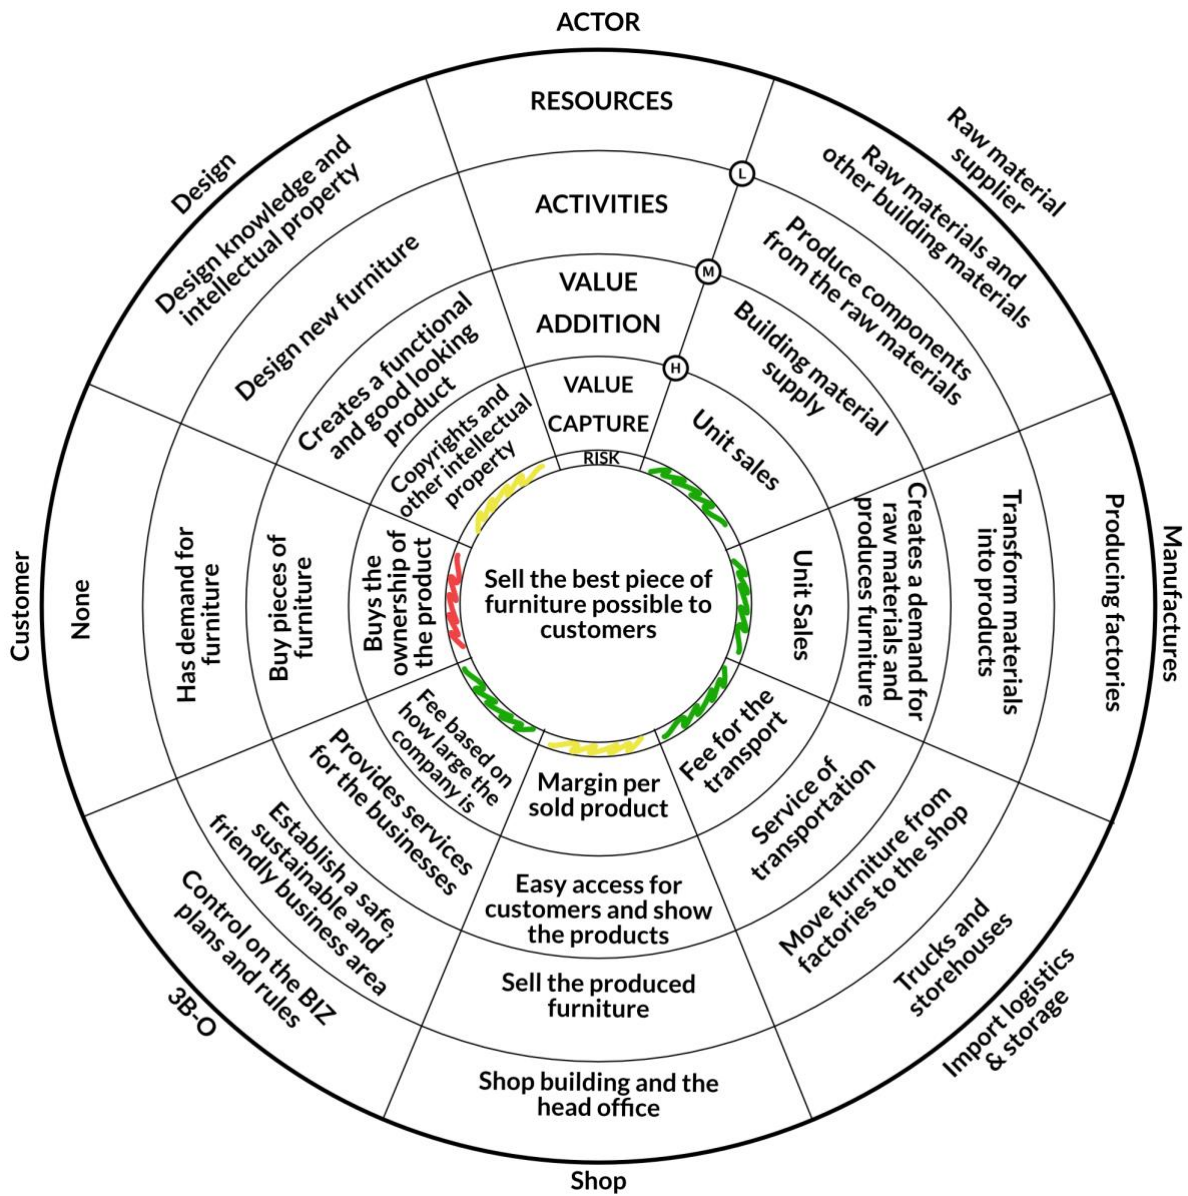 ACTOR
RESOURCES
ACTIVITIES
VALUE
ADDITION
VALUE
CAPTURE
RISK
L
M
H
Raw material
supplier
Raw materials and
other building materials
Produce components
from the raw materials
Building material
supply
Unit sales
Manufactures
Producing factories
Transform materials
into products
Creates a demand for
raw materials and
produces furniture
Unit Sales
Import logistics
& storage
Trucks and
storehouses
Move furniture from
factories to the shop
Service of
transportation
Fee for the
transport
Shop
Shop building and the
head office
Sell the produced
furniture
Easy access for
customers and show
the products
Margin per
sold product
3B-O
Control on the BIZ
plans and rules
Establish a safe,
sustainable and
friendly business area
Provides services
for the businesses
Fee based on
how large the
company is
Customer
None
Has demand for
furniture
Buy pieces of
furniture
Buys the
ownership of
the product
Design
Design knowledge and
intellectual property
Design new furniture
Creates a functional
and good looking
product
Copyrights and
other intellectual
property
Sell the best piece of
furniture possible to
customers